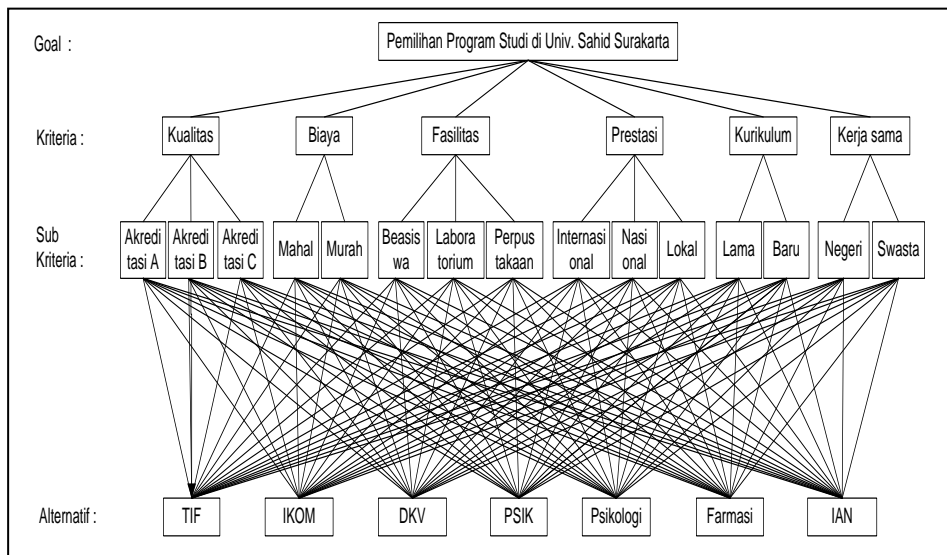 Goal : Pemilihan Program Studi di Univ. Sahid Surakarta
Kriteria : Kualitas Biaya Fasilitas Prestasi Kurikulum Kerja sama
Sub
Kriteria :
Akredi
tasi A
Akredi
tasi B
Akredi
tasi C
Mahal
Murah
Beasis
wa
Labora
torium
Perpus
takaan
Internasi
onal
Nasi
onal
Lokal
Lama
Baru
Negeri
Swasta
Alternatif : TIF IKOM DKV PSIK Psikologi Farmasi IAN